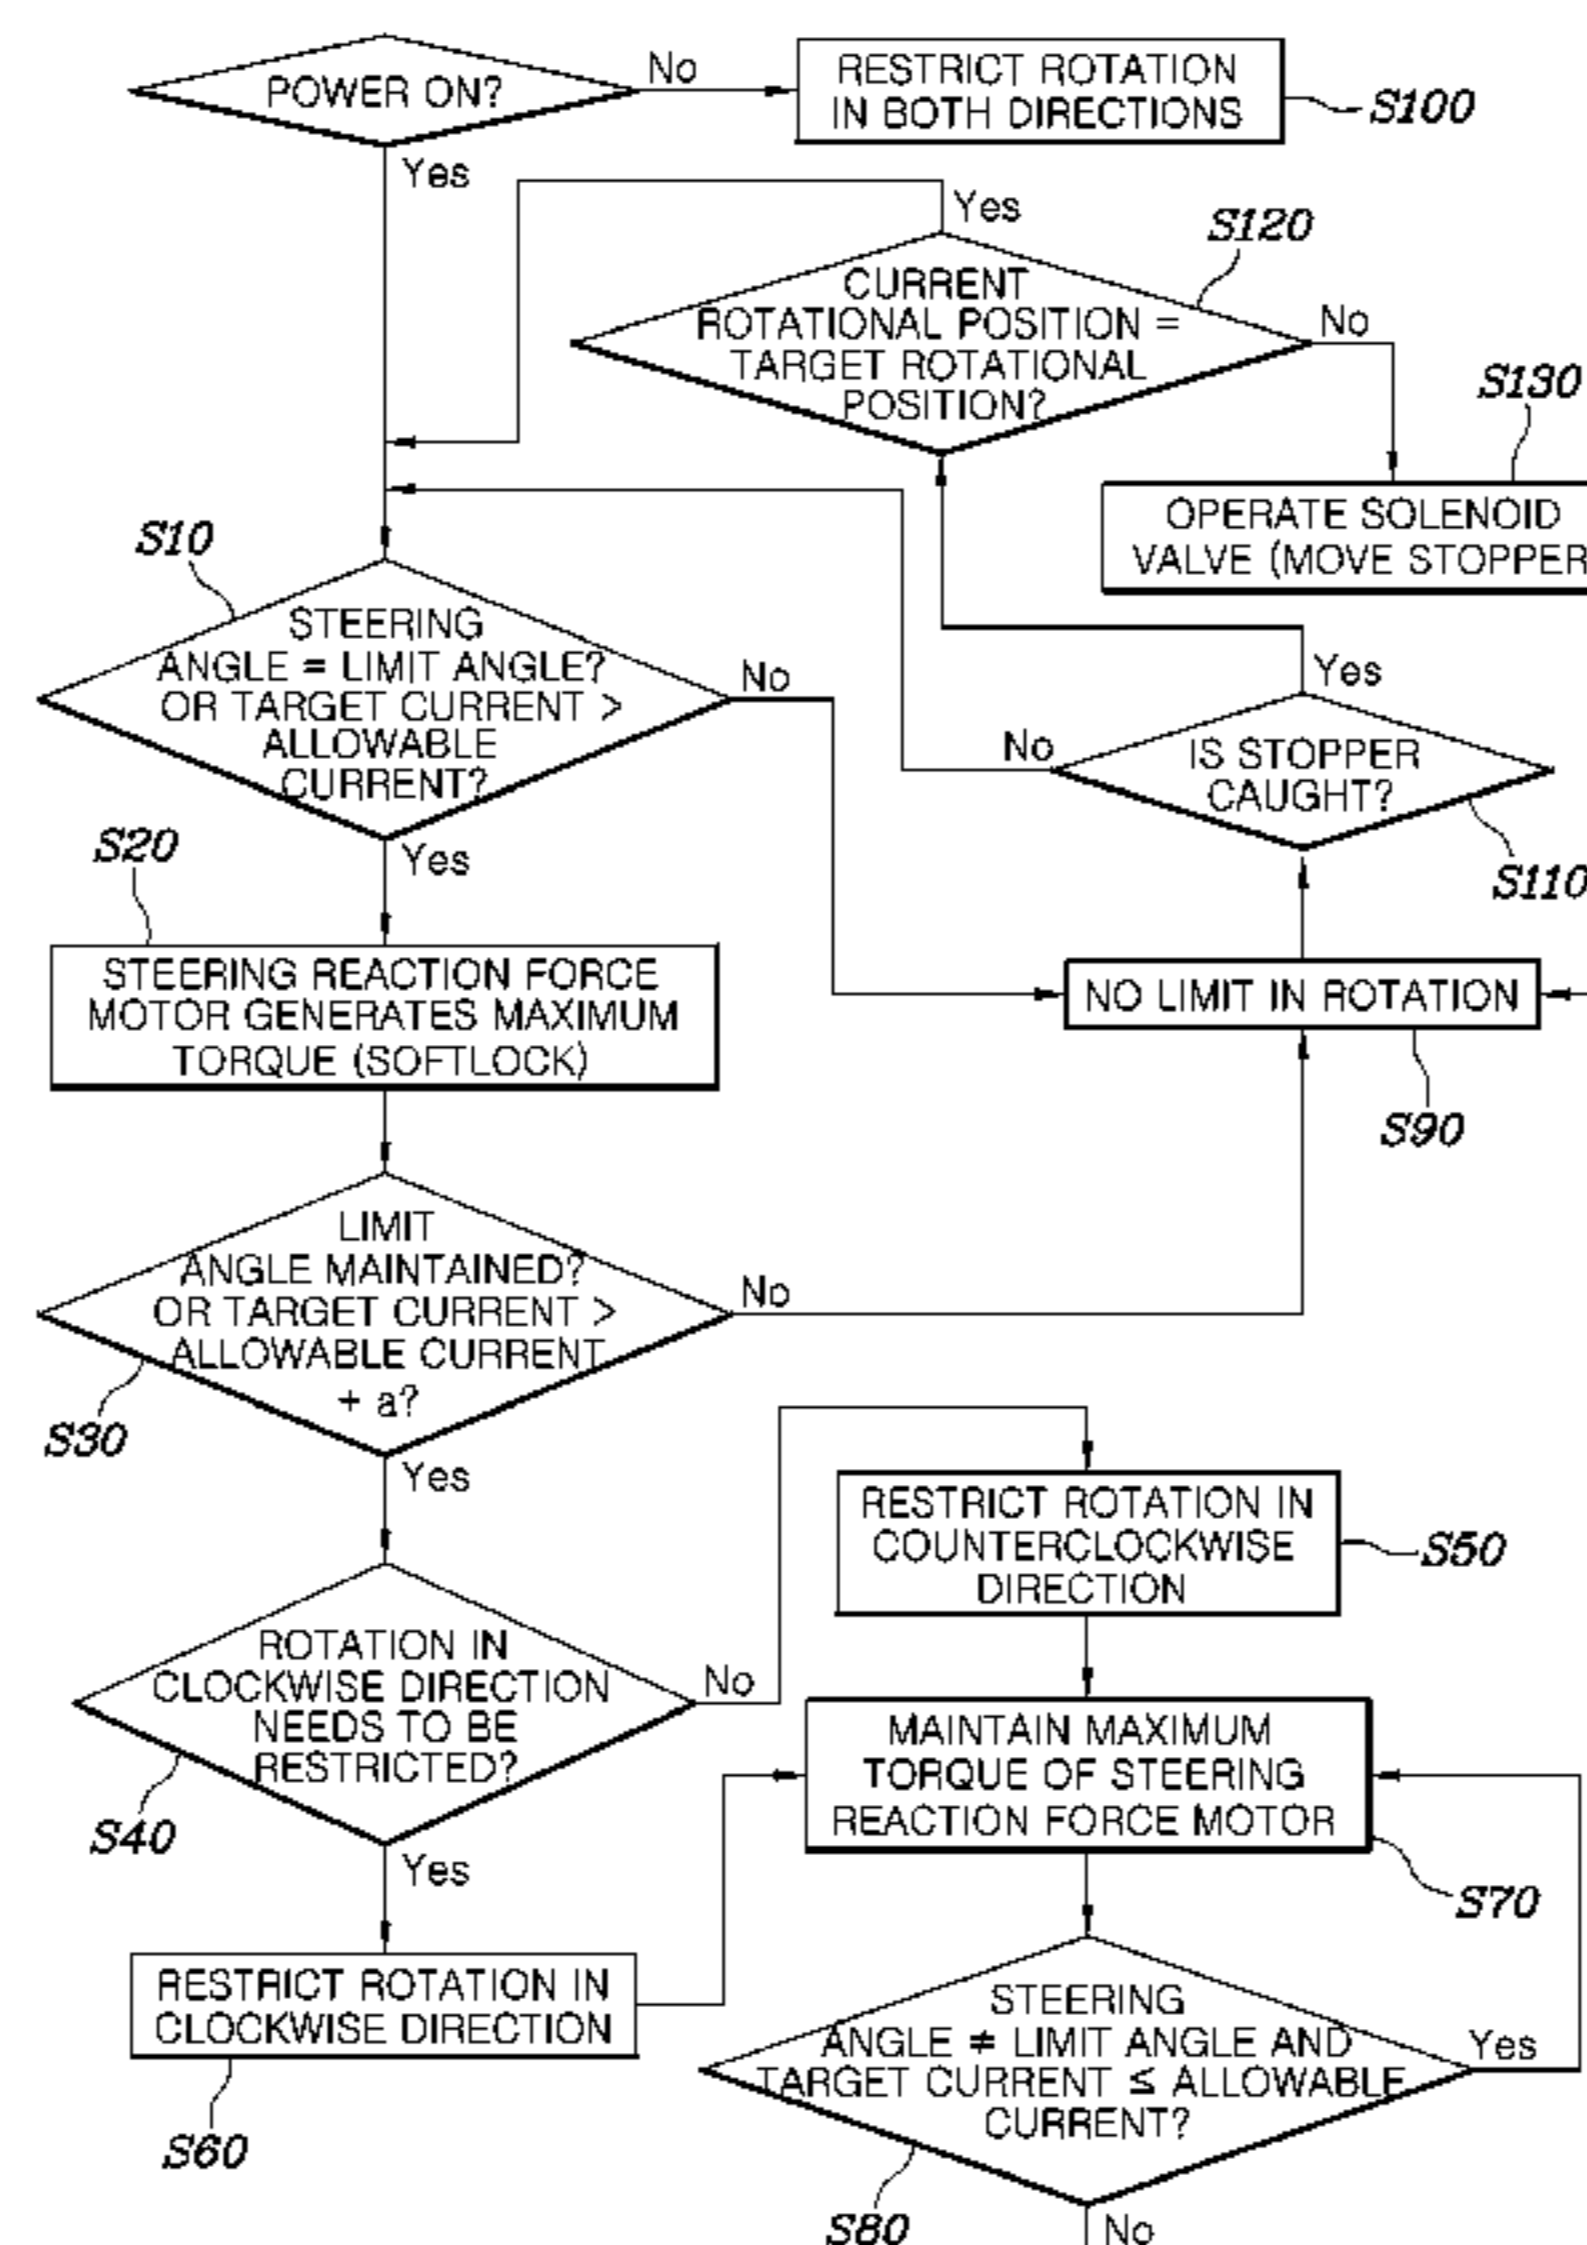 POWER ON?
No
RESTRICT ROTATION
IN BOTH DIRECTIONS
S100
Yes
Yes
S120
CURRENT
ROTATIONAL POSITION =
TARGET ROTATIONAL
POSITION?
No
S130
OPERATE SOLENOID
VALVE (MOVE STOPPER
S10
STEERING
ANGLE = LIMIT ANGLE?
OR TARGET CURRENT >
ALLOWABLE
CURRENT?
No
Yes
Yes
No
IS STOPPER
CAUGHT?
S110
S20
STEERING REACTION FORCE
MOTOR GENERATES MAXIMUM
TORQUE (SOFTLOCK)
NO LIMIT IN ROTATION
S90
LIMIT
ANGLE MAINTAINED?
OR TARGET CURRENT >
ALLOWABLE CURRENT
+ a?
No
S30
Yes
RESTRICT ROTATION IN
COUNTERCLOCKWISE
DIRECTION
S50
ROTATION IN
CLOCKWISE DIRECTION
NEEDS TO BE
RESTRICTED?
No
S40
Yes
MAINTAIN MAXIMUM
TORQUE OF STEERING
REACTION FORCE MOTOR
S70
RESTRICT ROTATION IN
CLOCKWISE DIRECTION
S60
STEERING
ANGLE ≠ LIMIT ANGLE AND
TARGET CURRENT ≤ ALLOWABLE
CURRENT?
Yes
S80
No